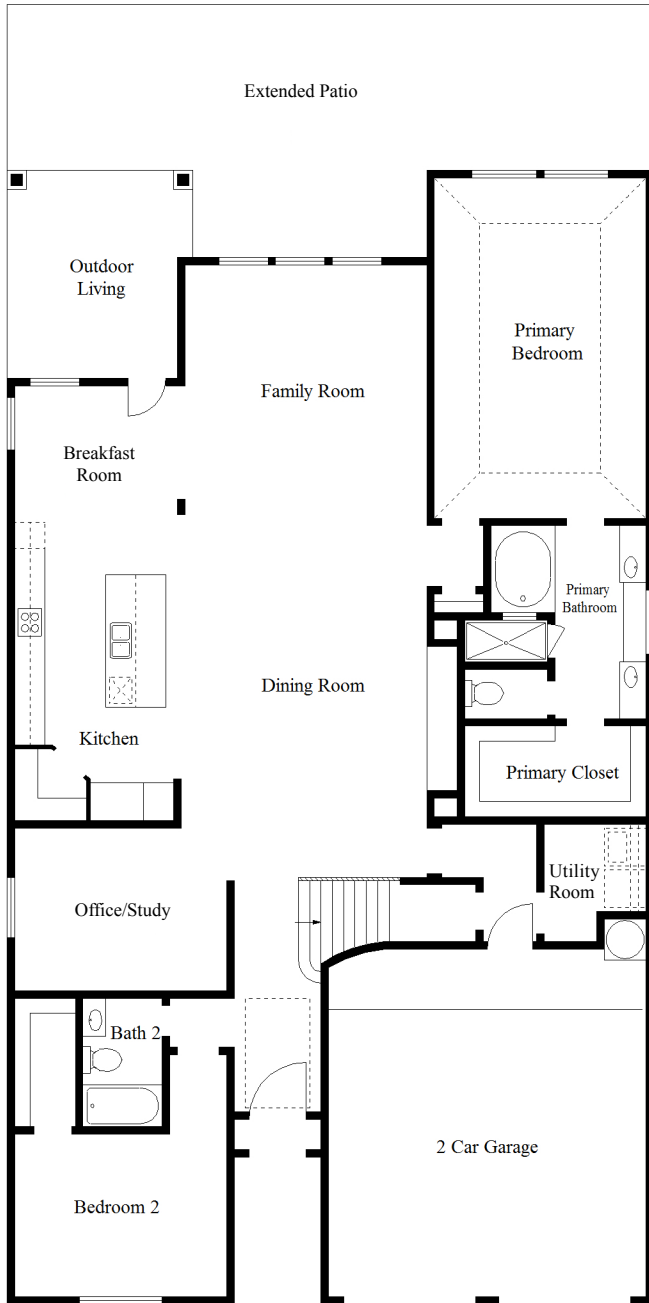 Extended Patio
Outdoor
Living
Primary
Bedroom
Family Room
Breakfast
Room
Primary
Bathroom
Dining Room
Kitchen
Primary Closet
Utility
Room
Office/Study
Bath 2
2 Car Garage
Bedroom 2